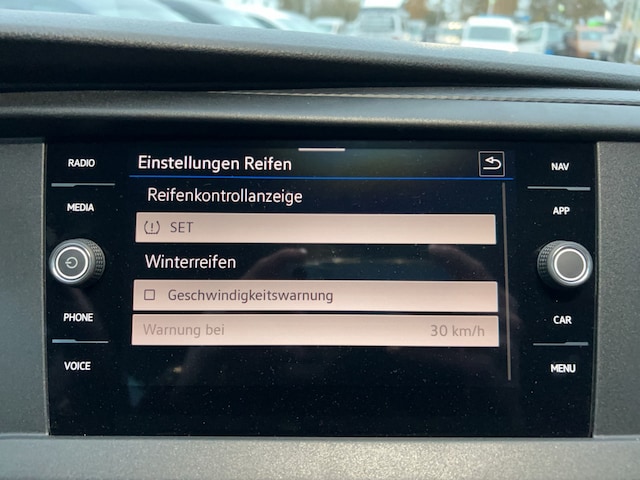 RADIO
MEDIA
PHONE
VOICE
Einstellungen Reifen
Reifenkontrollanzeige
SET
Winterreifen
Geschwindigkeitswarnung
Warnung bei 30 km/h
NAV
APP
CAR
MENU